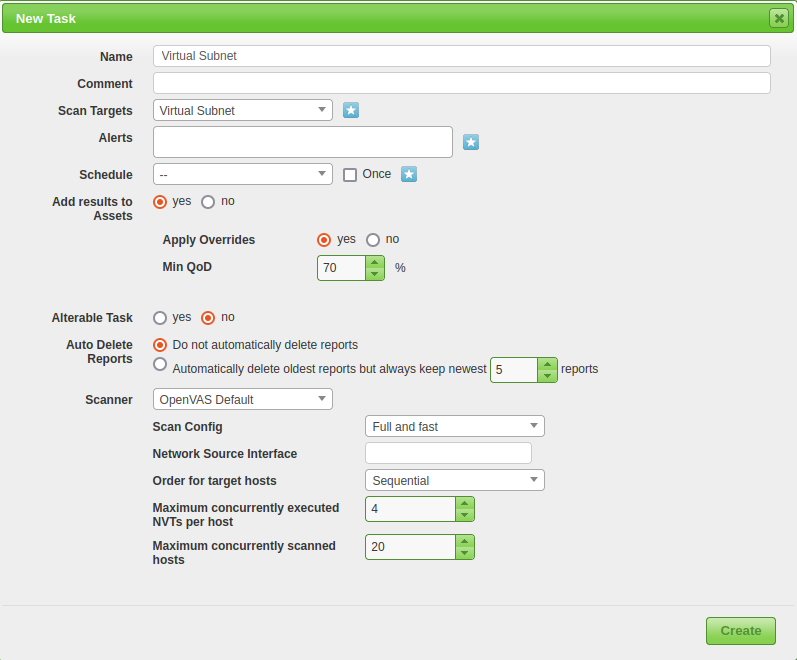 New Task
Name Virtual Subnet
Comment
Scan Targets Virtual Subnet
Alerts
Schedule -- Once
Add results to yes no
Assets
Apply Overrides yes no
Min QoD 70 %
Alterable Task yes no
Auto Delete Do not automatically delete reports
Reports
Automatically delete oldest reports but always keep newest 5 reports
Scanner OpenVAS Default
Scan Config Full and fast
Network Source Interface
Order for target hosts Sequential
Maximum concurrently executed 4
NVTs per host
Maximum concurrently scanned 20
hosts
Create